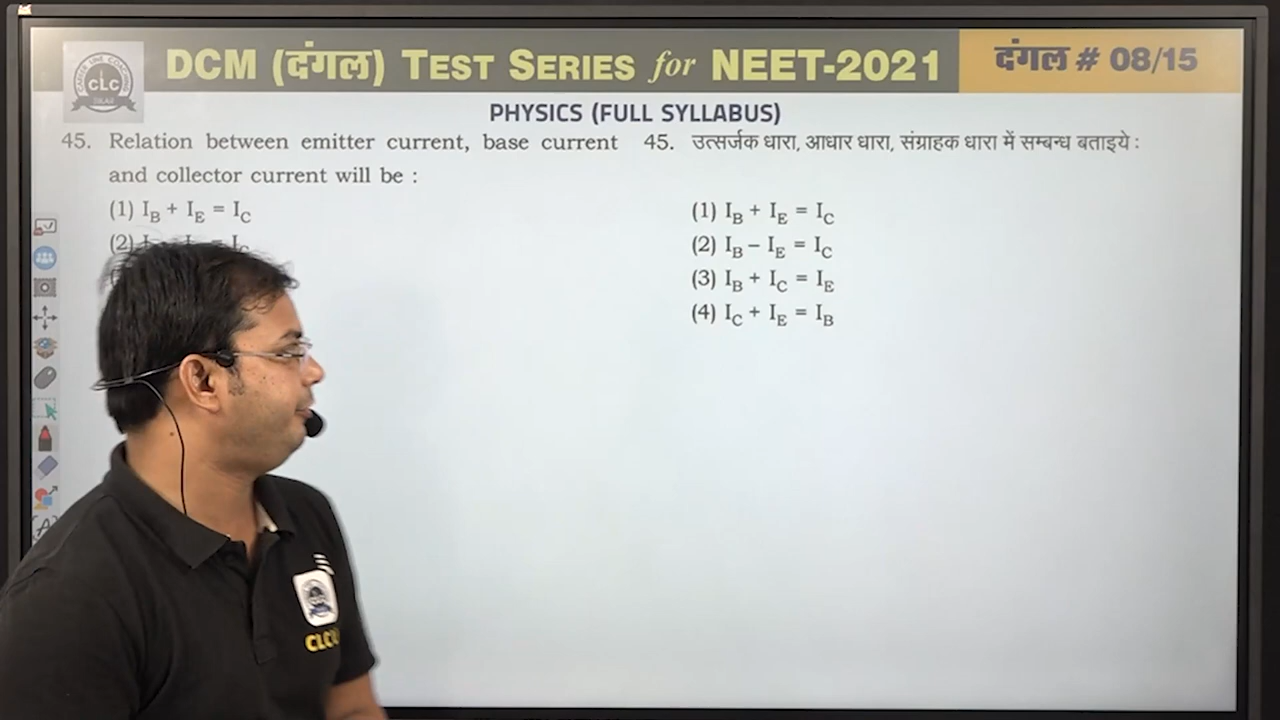 DCM (दंगल) TEST SERIES for NEET-2021
दंगल # 08/15
CLC
PHYSICS (FULL SYLLABUS)
45. Relation between emitter current, base current
and collector current will be :
(1) I_B + I_E = I_C
(2)
45. उत्सर्जक धारा, आधार धारा, संग्राहक धारा में सम्बन्ध बताइये :
(1) I_B + I_E = I_C
(2) I_B – I_E = I_C
(3) I_B + I_C = I_E
(4) I_C + I_E = I_B
CLC